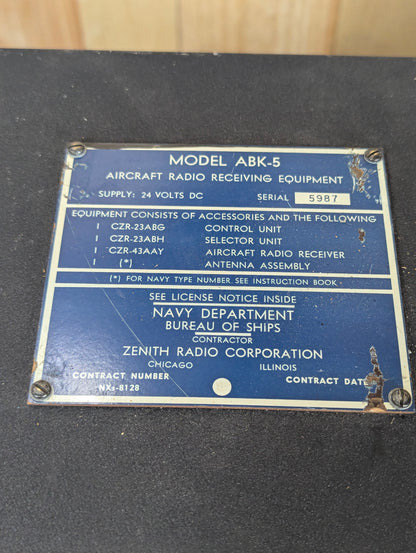 MODEL ABK-5
AIRCRAFT RADIO RECEIVING EQUIPMENT
SUPPLY: 24 VOLTS DC SERIAL 5987
EQUIPMENT CONSISTS OF ACCESSORIES AND THE FOLLOWING
1 CZR-23ABG CONTROL UNIT
1 CZR-23ABH SELECTOR UNIT
1 CZR-43AAY AIRCRAFT RADIO RECEIVER
1 (*) ANTENNA ASSEMBLY
(*) FOR NAVY TYPE NUMBER SEE INSTRUCTION BOOK
SEE LICENSE NOTICE INSIDE
NAVY DEPARTMENT
BUREAU OF SHIPS
CONTRACTOR
ZENITH RADIO CORPORATION
CHICAGO ILLINOIS
CONTRACT NUMBER CONTRACT DATE
NXs-8128